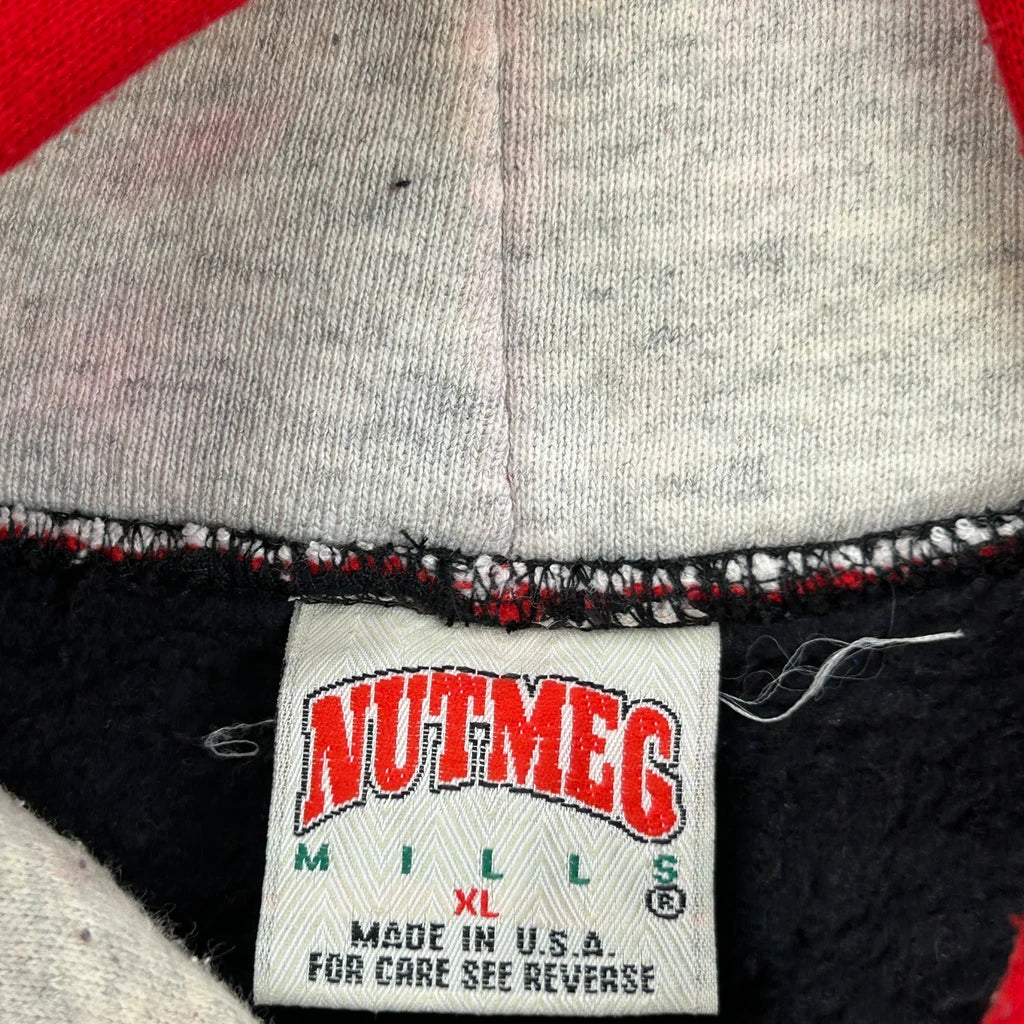 NUTMEG
MILLS
®
XL
MADE IN U.S.A.
FOR CARE SEE REVERSE